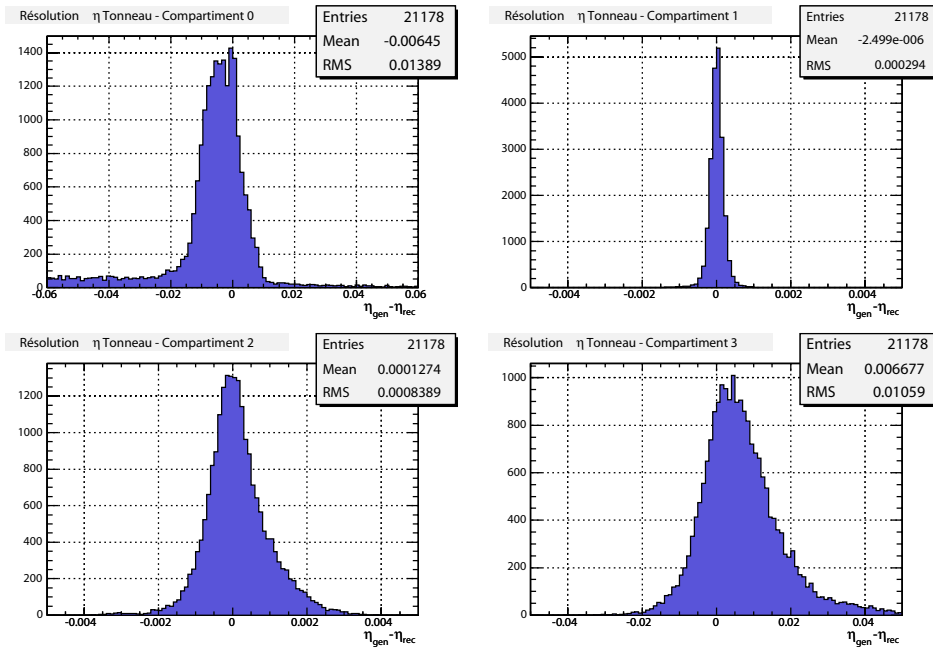 Résolution η Tonneau - Compartiment 0
Entries 21178
Mean -0.00645
RMS 0.01389
1400
1200
1000
800
600
400
200
0
-0.06 -0.04 -0.02 0 0.02 0.04 0.06
ηgen-ηrec
Résolution η Tonneau - Compartiment 1
Entries 21178
Mean -2.499e-006
RMS 0.000294
5000
4000
3000
2000
1000
0
-0.004 -0.002 0 0.002 0.004
ηgen-ηrec
Résolution η Tonneau - Compartiment 2
Entries 21178
Mean 0.0001274
RMS 0.0008389
1200
1000
800
600
400
200
0
-0.004 -0.002 0 0.002 0.004
ηgen-ηrec
Résolution η Tonneau - Compartiment 3
Entries 21178
Mean 0.006677
RMS 0.01059
1000
800
600
400
200
0
-0.04 -0.02 0 0.02 0.04
ηgen-ηrec